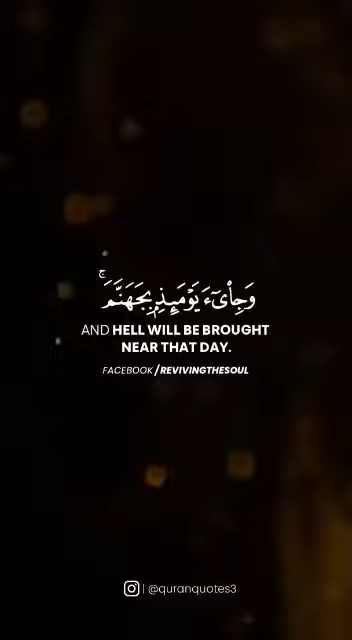 وَجِا۟ىٓءَ يَوْمَئِذٍۭ بِجَهَنَّمَ ۚ
AND HELL WILL BE BROUGHT
NEAR THAT DAY.
FACEBOOK/REVIVINGTHESOUL
| @quranquotes3